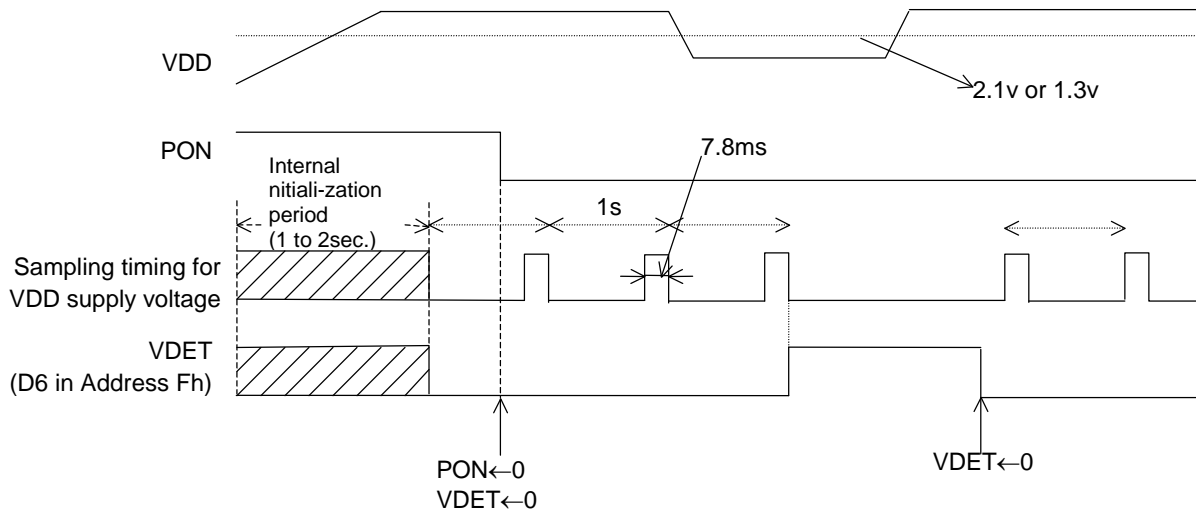 VDD
2.1v or 1.3v
PON
7.8ms
Internal
nitiali-zation
period
(1 to 2sec.)
1s
Sampling timing for
VDD supply voltage
VDET
(D6 in Address Fh)
PON←0
VDET←0
VDET←0